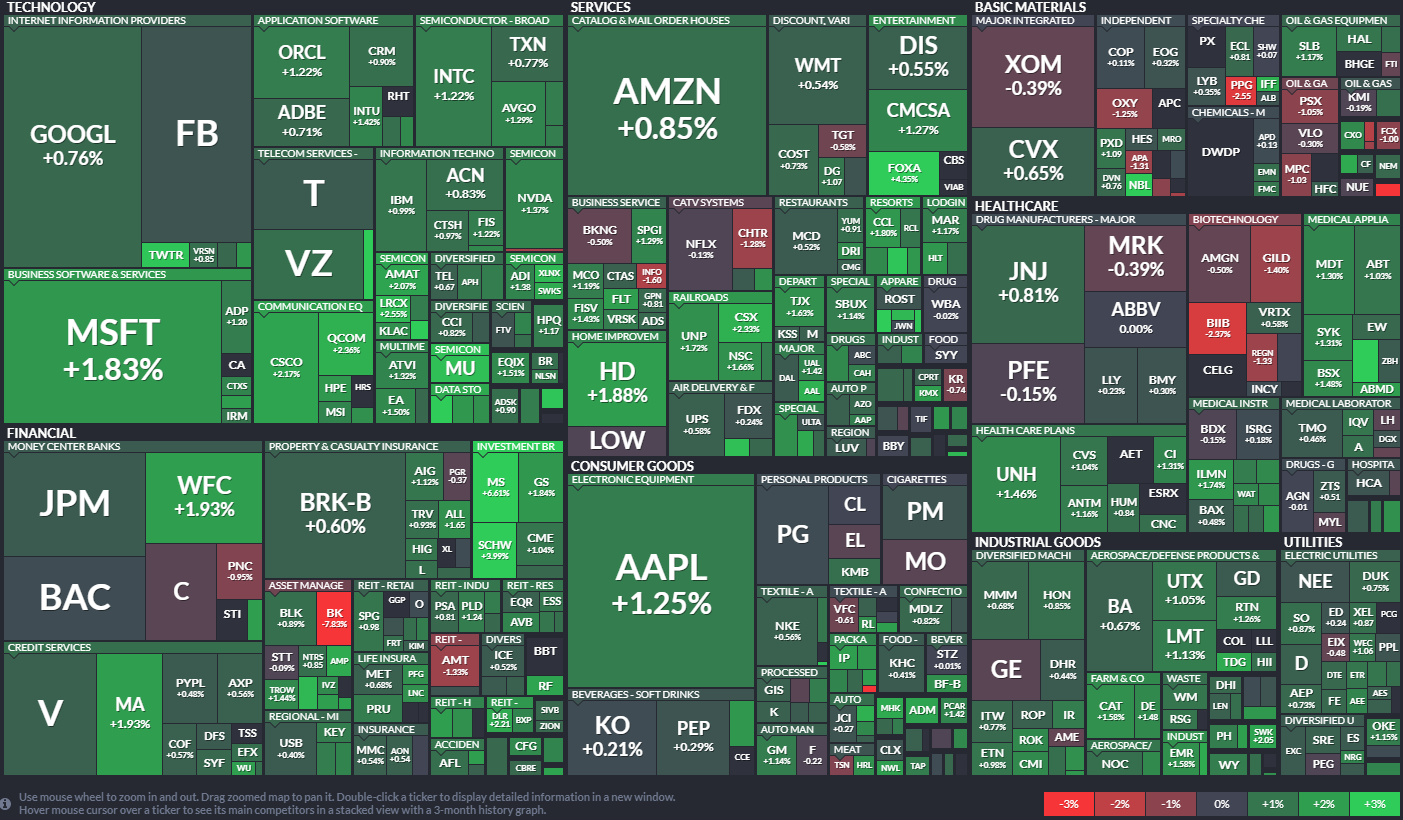 TECHNOLOGY
INTERNET INFORMATION PROVIDERS
GOOGL
+0.76%
FB
TWTR
VRSN
+0.85
APPLICATION SOFTWARE
ORCL
+1.22%
CRM
+0.90%
ADBE
+0.71%
INTU
+1.42%
RHT
SEMICONDUCTOR - BROAD
INTC
+1.22%
TXN
+0.77%
AVGO
+1.29%
TELECOM SERVICES -
T
VZ
INFORMATION TECHNO
IBM
+0.99%
ACN
+0.83%
CTSH
+0.97%
FIS
+1.22%
SEMICON
NVDA
+1.37%
BUSINESS SOFTWARE & SERVICES
MSFT
+1.83%
ADP
+1.20
CA
CTXS
IRM
COMMUNICATION EQ
CSCO
+2.17%
QCOM
+2.36%
HPE
HRS
MSI
SEMICON
AMAT
+2.07%
LRCX
+2.55%
KLAC
DIVERSIFIED
TEL
+0.67
APH
SEMICON
ADI
+1.38
XLNX
SWKS
DIVERSIFIE
CCI
+0.82%
SCIEN
FTV
HPQ
+1.17
MULTIME
ATVI
+1.32%
EA
+1.50%
SEMICON
MU
EQIX
+1.51%
BR
NLSN
DATA STO
ADSK
+0.90
FINANCIAL
MONEY CENTER BANKS
JPM
WFC
+1.93%
BAC
C
PNC
-0.95%
STI
PROPERTY & CASUALTY INSURANCE
BRK-B
+0.60%
AIG
+1.12%
PGR
-0.37
TRV
+0.93%
ALL
+1.65
HIG
XL
L
INVESTMENT BR
MS
+6.61%
GS
+1.84%
SCHW
+3.99%
CME
+1.04%
CREDIT SERVICES
V
MA
+1.93%
PYPL
+0.48%
AXP
+0.56%
COF
+0.57%
DFS
SYF
TSS
EFX
WU
ASSET MANAGE
BLK
+0.89%
BK
-7.83%
STT
-0.09%
NTRS
+0.85
AMP
TROW
+1.44%
IVZ
REGIONAL - MI
USB
+0.40%
KEY
REIT - RETAI
SPG
+0.98
GGP
O
FRT
KIM
LIFE INSURA
MET
+0.68%
PFG
LNC
PRU
INSURANCE
MMC
+0.54%
AON
+0.54
REIT - INDU
PSA
+0.81
PLD
+1.24
REIT - RES
EQR
ESS
AVB
REIT -
AMT
-1.33%
DIVERS
ICE
+0.52%
BBT
RF
REIT - H
REIT -
DLR
+2.21
BXP
SIVB
ZION
ACCIDEN
AFL
CFG
CBRE
SERVICES
CATALOG & MAIL ORDER HOUSES
AMZN
+0.85%
DISCOUNT, VARI
WMT
+0.54%
COST
+0.73%
TGT
-0.58%
DG
+1.07
ENTERTAINMENT
DIS
+0.55%
CMCSA
+1.27%
FOXA
+4.35%
CBS
VIAB
BUSINESS SERVICE
BKNG
-0.50%
SPGI
+1.29%
MCO
+1.19%
CTAS
INFO
-1.60
FISV
+1.43%
FLT
GPN
+0.81
VRSK
ADS
CATV SYSTEMS
NFLX
-0.13%
CHTR
-1.28%
RESTAURANTS
MCD
+0.52%
YUM
+0.91
DRI
CMG
RESORTS
CCL
+1.80%
RCL
LODGIN
MAR
+1.17%
HLT
HOME IMPROVEM
HD
+1.88%
LOW
RAILROADS
UNP
+1.72%
CSX
+2.33%
NSC
+1.66%
AIR DELIVERY & F
UPS
+0.58%
FDX
+0.24%
DEPART
TJX
+1.63%
KSS
M
SPECIAL
SBUX
+1.14%
APPARE
ROST
JWN
DRUG
WBA
-0.02%
MAJOR
DAL
UAL
+1.42
AAL
DRUGS
ABC
CAH
INDUST
FOOD
SYY
CPRT
KMX
KR
-0.74
AUTO P
AZO
AAP
SPECIAL
ULTA
REGION
LUV
BBY
TIF
CONSUMER GOODS
ELECTRONIC EQUIPMENT
AAPL
+1.25%
PERSONAL PRODUCTS
PG
CL
EL
KMB
CIGARETTES
PM
MO
BEVERAGES - SOFT DRINKS
KO
+0.21%
PEP
+0.29%
CCE
TEXTILE - A
NKE
+0.56%
TEXTILE - A
VFC
-0.61
RL
CONFECTIO
MDLZ
+0.82%
PROCESSED
GIS
K
PACKA
IP
FOOD -
KHC
+0.41%
BEVER
STZ
+0.01%
BF-B
AUTO MAN
GM
+1.14%
F
-0.22
AUTO
JCI
+0.27
MHK
ADM
PCAR
+1.42
MEAT
TSN
HRL
CLX
NWL
TAP
BASIC MATERIALS
MAJOR INTEGRATED
XOM
-0.39%
CVX
+0.65%
INDEPENDENT
COP
+0.11%
EOG
+0.32%
OXY
-1.25%
APC
PXD
+1.09
HES
MRO
APA
-1.31
DVN
+0.76
NBL
SPECIALTY CHE
PX
ECL
+0.81
SHW
+0.07
LYB
+0.35%
PPG
-2.55
IFF
ALB
CHEMICALS - M
DWDP
APD
+0.13
EMN
FMC
OIL & GAS EQUIPMEN
SLB
+1.17%
HAL
BHGE
FTI
OIL & GA
PSX
-1.05%
VLO
-0.30%
MPC
-1.03
HFC
OIL & GAS
KMI
-0.19%
CXO
FCX
-1.00
CF
NEM
NUE
HEALTHCARE
DRUG MANUFACTURERS - MAJOR
JNJ
+0.81%
MRK
-0.39%
ABBV
0.00%
PFE
-0.15%
LLY
+0.23%
BMY
+0.30%
BIOTECHNOLOGY
AMGN
-0.50%
GILD
-1.40%
BIIB
-2.37%
VRTX
+0.58%
REGN
-1.33
CELG
INCY
MEDICAL APPLIA
MDT
+1.30%
ABT
+1.03%
SYK
+1.31%
EW
BSX
+1.48%
ZBH
ABMD
HEALTH CARE PLANS
UNH
+1.46%
CVS
+1.04%
AET
CI
+1.31%
ANTM
+1.16%
HUM
+0.84
ESRX
CNC
MEDICAL INSTR
BDX
-0.15%
ISRG
+0.18%
ILMN
+1.74%
WAT
BAX
+0.48%
MEDICAL LABORATOR
TMO
+0.46%
IQV
LH
A
DGX
DRUGS - G
AGN
-0.01
ZTS
+0.51
MYL
HOSPITA
HCA
INDUSTRIAL GOODS
DIVERSIFIED MACHI
MMM
+0.68%
HON
+0.85%
GE
DHR
+0.44%
ITW
+0.77%
ROP
IR
ROK
AME
ETN
+0.98%
CMI
AEROSPACE/DEFENSE PRODUCTS &
BA
+0.67%
UTX
+1.05%
GD
RTN
+1.26%
LMT
+1.13%
COL
LLL
TDG
HII
FARM & CO
CAT
+1.58%
DE
+1.48
WASTE
WM
RSG
DHI
LEN
AEROSPACE/
NOC
INDUST
EMR
+1.58%
PH
SWK
+2.05
WY
UTILITIES
ELECTRIC UTILITIES
NEE
DUK
+0.75%
SO
+0.87%
ED
+0.24
XEL
+0.87
PCG
EIX
-0.48
WEC
+1.06
PPL
D
DTE
ETR
AEP
+1.13%
FE
AEE
AES
DIVERSIFIED U
EXC
SRE
ES
OKE
+1.15%
PEG
NRG
Use mouse wheel to zoom in and out. Drag zoomed map to pan it. Double-click a ticker to display detailed information in a new window.
Hover mouse cursor over a ticker to see its main competitors in a stacked view with a 3-month history graph.
-3%
-2%
-1%
0%
+1%
+2%
+3%